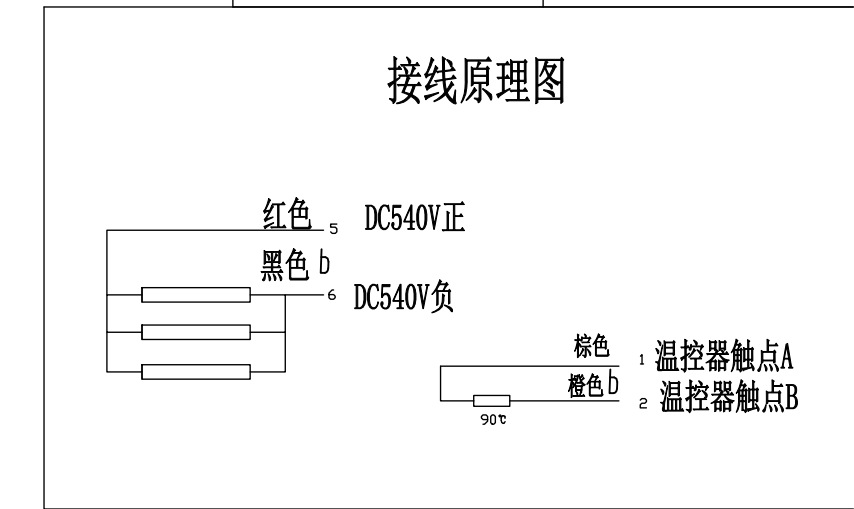 接线原理图
红色 5 DC540V正
黑色 b
6 DC540V负
棕色 1 温控器触点A
橙色 b 2 温控器触点B
90℃